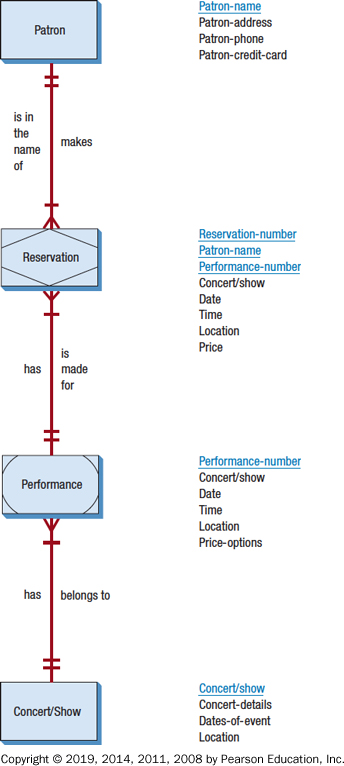 Patron
Patron-name
Patron-address
Patron-phone
Patron-credit-card
is in
the
name
of
makes
Reservation
Reservation-number
Patron-name
Performance-number
Concert/show
Date
Time
Location
Price
has
is
made
for
Performance
Performance-number
Concert/show
Date
Time
Location
Price-options
has
belongs to
Concert/Show
Concert/show
Concert-details
Dates-of-event
Location
Copyright © 2019, 2014, 2011, 2008 by Pearson Education, Inc.